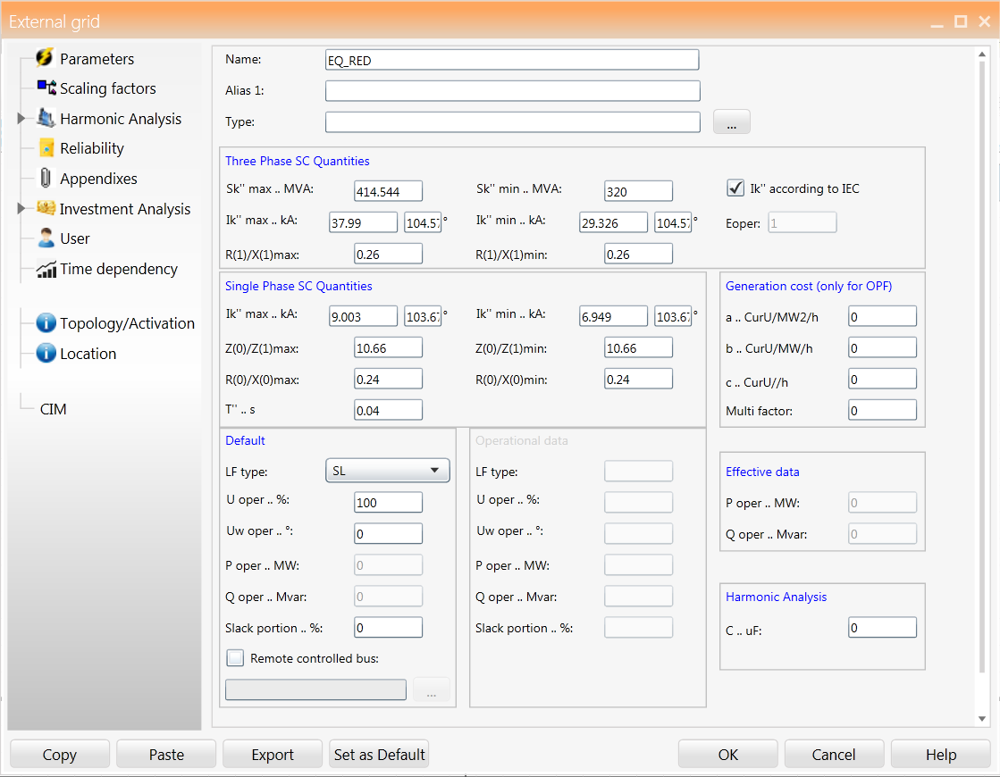 External grid
Parameters
Scaling factors
Harmonic Analysis
Reliability
Appendixes
Investment Analysis
User
Time dependency
Topology/Activation
Location
CIM
Name: EQ_RED
Alias 1:
Type: ...
Three Phase SC Quantities
Sk'' max .. MVA: 414.544 Sk'' min .. MVA: 320 Ik'' according to IEC
Ik'' max .. kA: 37.99 104.57 ° Ik'' min .. kA: 29.326 104.57 ° Eoper: 1
R(1)/X(1)max: 0.26 R(1)/X(1)min: 0.26
Single Phase SC Quantities
Ik'' max .. kA: 9.003 103.67 ° Ik'' min .. kA: 6.949 103.67 °
Z(0)/Z(1)max: 10.66 Z(0)/Z(1)min: 10.66
R(0)/X(0)max: 0.24 R(0)/X(0)min: 0.24
T'' .. s 0.04
Generation cost (only for OPF)
a .. CurU/MW2/h 0
b .. CurU/MW/h 0
c .. CurU//h 0
Multi factor: 0
Default
LF type: SL
U oper .. %: 100
Uw oper .. °: 0
P oper .. MW: 0
Q oper .. Mvar: 0
Slack portion .. %: 0
Remote controlled bus:
...
Operational data
LF type:
U oper .. %:
Uw oper .. °:
P oper .. MW:
Q oper .. Mvar:
Slack portion .. %:
Effective data
P oper .. MW: 0
Q oper .. Mvar: 0
Harmonic Analysis
C .. uF: 0
Copy Paste Export Set as Default OK Cancel Help